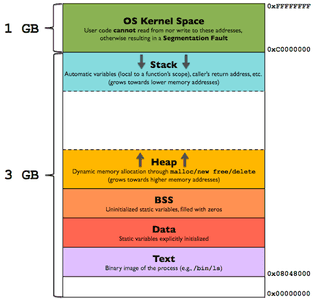 0xFFFFFFFF
1 GB
OS Kernel Space
User code cannot read from nor write to these addresses,
otherwise resulting in a Segmentation Fault
0xC0000000
Stack
Automatic variables (local to a function's scope), caller's return address, etc.
(grows towards lower memory addresses)
3 GB
Heap
Dynamic memory allocation through malloc/new free/delete
(grows towards higher memory addresses)
BSS
Uninitialized static variables, filled with zeros
Data
Static variables explicitly initialized
Text
Binary image of the process (e.g., /bin/ls)
0x08048000
0x00000000